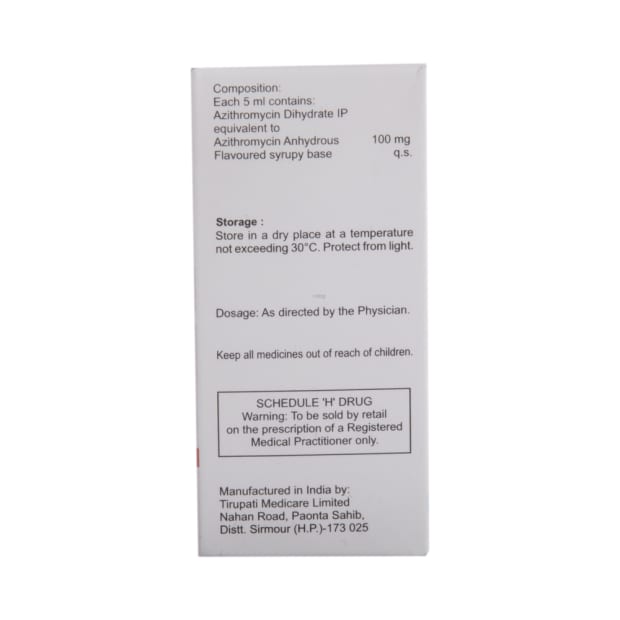 Composition:
Each 5 ml contains:
Azithromycin Dihydrate IP
equivalent to
Azithromycin Anhydrous 100 mg
Flavoured syrupy base q.s.
Storage :
Store in a dry place at a temperature
not exceeding 30°C. Protect from light.
Dosage: As directed by the Physician.
Keep all medicines out of reach of children.
SCHEDULE 'H' DRUG
Warning: To be sold by retail
on the prescription of a Registered
Medical Practitioner only.
Manufactured in India by:
Tirupati Medicare Limited
Nahan Road, Paonta Sahib,
Distt. Sirmour (H.P.)-173 025